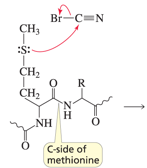 Br—C≡N
CH₃
:S:
CH₂
CH₂
O
R
N
H
NH
O
C-side of
methionine